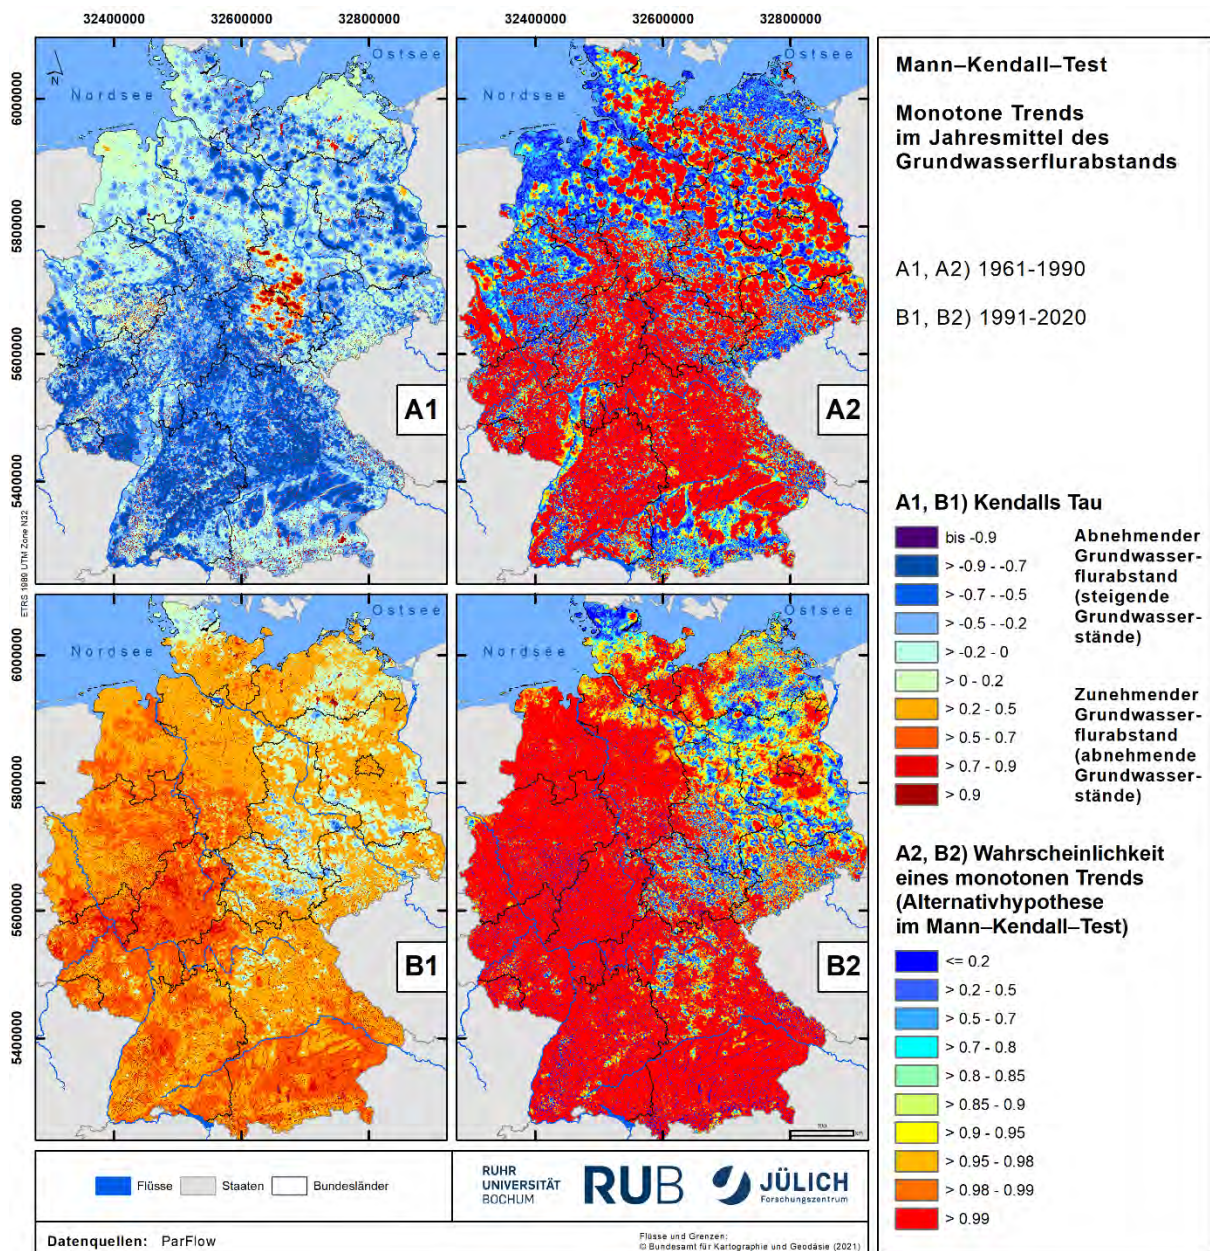 32400000 32600000 32800000 32400000 32600000 32800000
6000000
5800000
5600000
5400000
ETRS 1989 UTM Zone N32
N
Nordsee
Ostsee
A1
Nordsee
Ostsee
A2
6000000
5800000
5600000
5400000
Nordsee
Ostsee
B1
Nordsee
Ostsee
B2
Mann–Kendall–Test
Monotone Trends
im Jahresmittel des
Grundwasserflurabstands
A1, A2) 1961-1990
B1, B2) 1991-2020
A1, B1) Kendalls Tau
bis -0.9
> -0.9 - -0.7
> -0.7 - -0.5
> -0.5 - -0.2
> -0.2 - 0
> 0 - 0.2
> 0.2 - 0.5
> 0.5 - 0.7
> 0.7 - 0.9
> 0.9
Abnehmender
Grundwasser-
flurabstand
(steigende
Grundwasser-
stände)
Zunehmender
Grundwasser-
flurabstand
(abnehmende
Grundwasser-
stände)
A2, B2) Wahrscheinlichkeit
eines monotonen Trends
(Alternativhypothese
im Mann–Kendall–Test)
<= 0.2
> 0.2 - 0.5
> 0.5 - 0.7
> 0.7 - 0.8
> 0.8 - 0.85
> 0.85 - 0.9
> 0.9 - 0.95
> 0.95 - 0.98
> 0.98 - 0.99
> 0.99
Flüsse Staaten Bundesländer
RUHR
UNIVERSITÄT
BOCHUM
RUB
JÜLICH
Forschungszentrum
Datenquellen: ParFlow
Flüsse und Grenzen:
© Bundesamt für Kartographie und Geodäsie (2021)